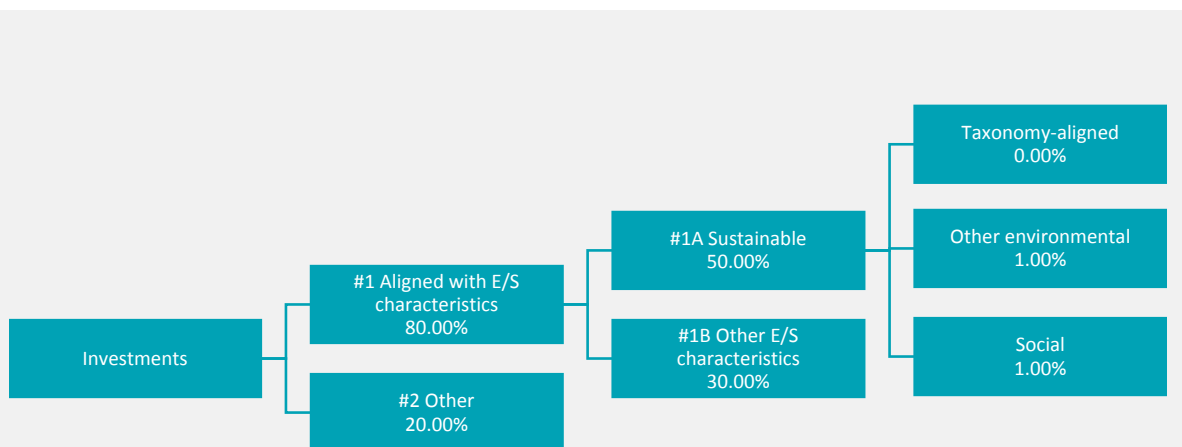 Investments
#1 Aligned with E/S
characteristics
80.00%
#2 Other
20.00%
#1A Sustainable
50.00%
#1B Other E/S
characteristics
30.00%
Taxonomy-aligned
0.00%
Other environmental
1.00%
Social
1.00%